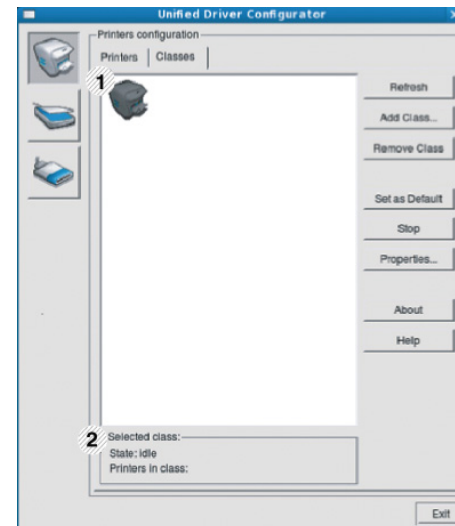 Unified Driver Configurator
Printers configuration
Printers Classes
1
Refresh
Add Class...
Remove Class
Set as Default
Stop
Properties...
About
Help
2 Selected class:
State: idle
Printers in class:
Exit